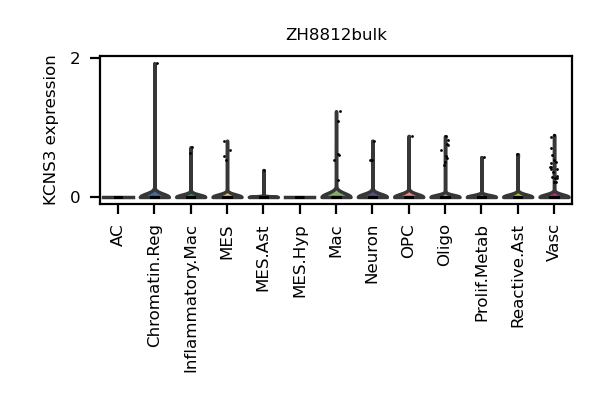 ZH8812bulk
KCNS3 expression
2
0
AC
Chromatin.Reg
Inflammatory.Mac
MES
MES.Ast
MES.Hyp
Mac
Neuron
OPC
Oligo
Prolif.Metab
Reactive.Ast
Vasc